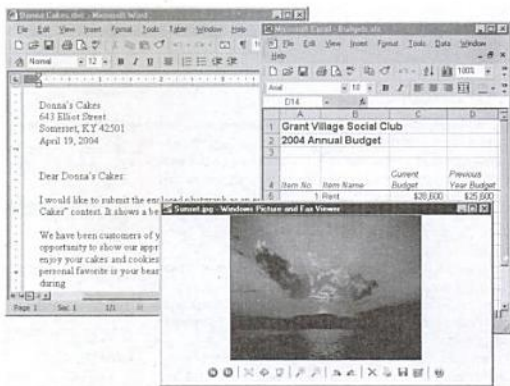 Donna Cakes.doc - Microsoft Word
File Edit View Insert Format Tools Table Window Help
Normal 12 B I U
Donna's Cakes
643 Elliot Street
Somerset, KY 42501
April 19, 2004
Dear Donna's Cakes:
I would like to submit the enclosed photograph as an
Cakes" contest. It shows a be
We have been customers of y
opportunity to show our appr
enjoy your cakes and cookies
personal favorite is your bear
during
Page 1 Sec 1 1/1
Microsoft Excel - Budgets.xls
File Edit View Insert Format Tools Data Window
Help
100%
Arial 10 B I U
D14 fx
A B C D
1 Grant Village Social Club
2 2004 Annual Budget
3
Current Previous
4 Item No. Item Name Budget Year Budget
1 Rent $20,600 $25,600
Sunset.jpg - Windows Picture and Fax Viewer